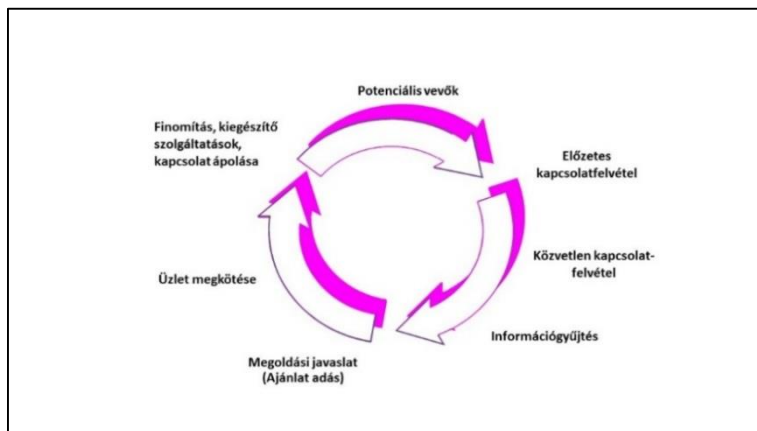 Potenciális vevők
Finomítás, kiegészítő
szolgáltatások,
kapcsolat ápolása
Előzetes
kapcsolatfelvétel
Közvetlen kapcsolat-
felvétel
Üzlet megkötése
Információgyűjtés
Megoldási javaslat
(Ajánlat adás)